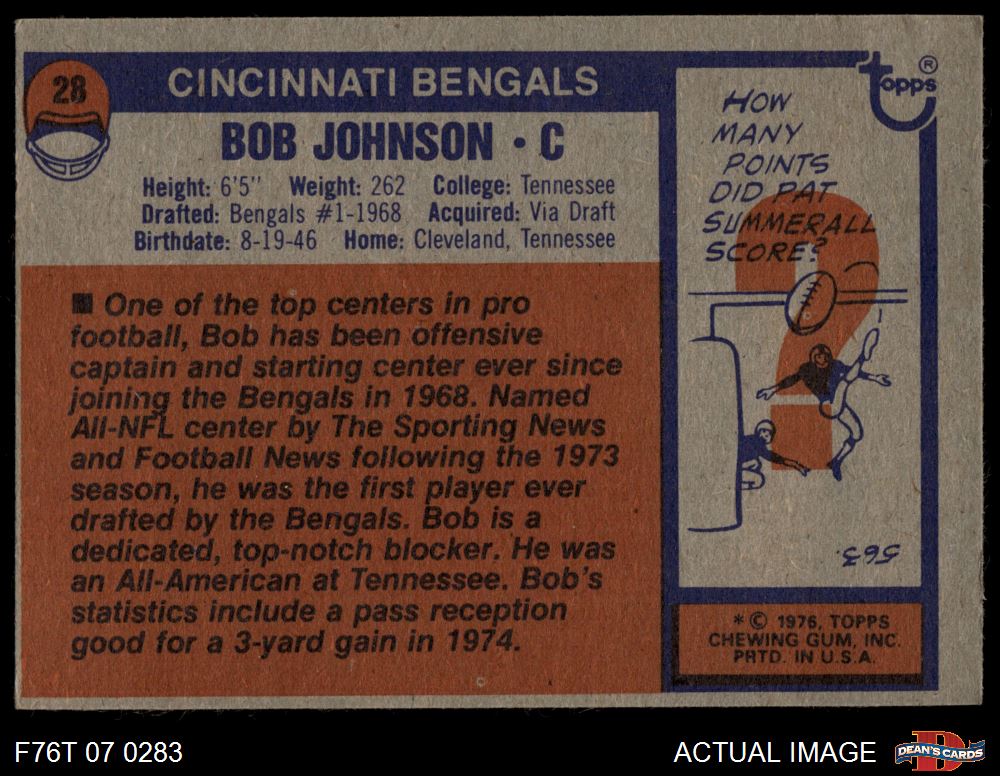 28
CINCINNATI BENGALS
BOB JOHNSON • C
Height: 6'5" Weight: 262 College: Tennessee
Drafted: Bengals #1-1968 Acquired: Via Draft
Birthdate: 8-19-46 Home: Cleveland, Tennessee
■ One of the top centers in pro
football, Bob has been offensive
captain and starting center ever since
joining the Bengals in 1968. Named
All-NFL center by The Sporting News
and Football News following the 1973
season, he was the first player ever
drafted by the Bengals. Bob is a
dedicated, top-notch blocker. He was
an All-American at Tennessee. Bob's
statistics include a pass reception
good for a 3-yard gain in 1974.
Topps®
HOW
MANY
POINTS
DID PAT
SUMMERALL
SCORE?
?
563.
* © 1976, TOPPS
CHEWING GUM, INC.
PRTD. IN U.S.A.
F76T 07 0283
ACTUAL IMAGE
D
DEAN'S CARDS